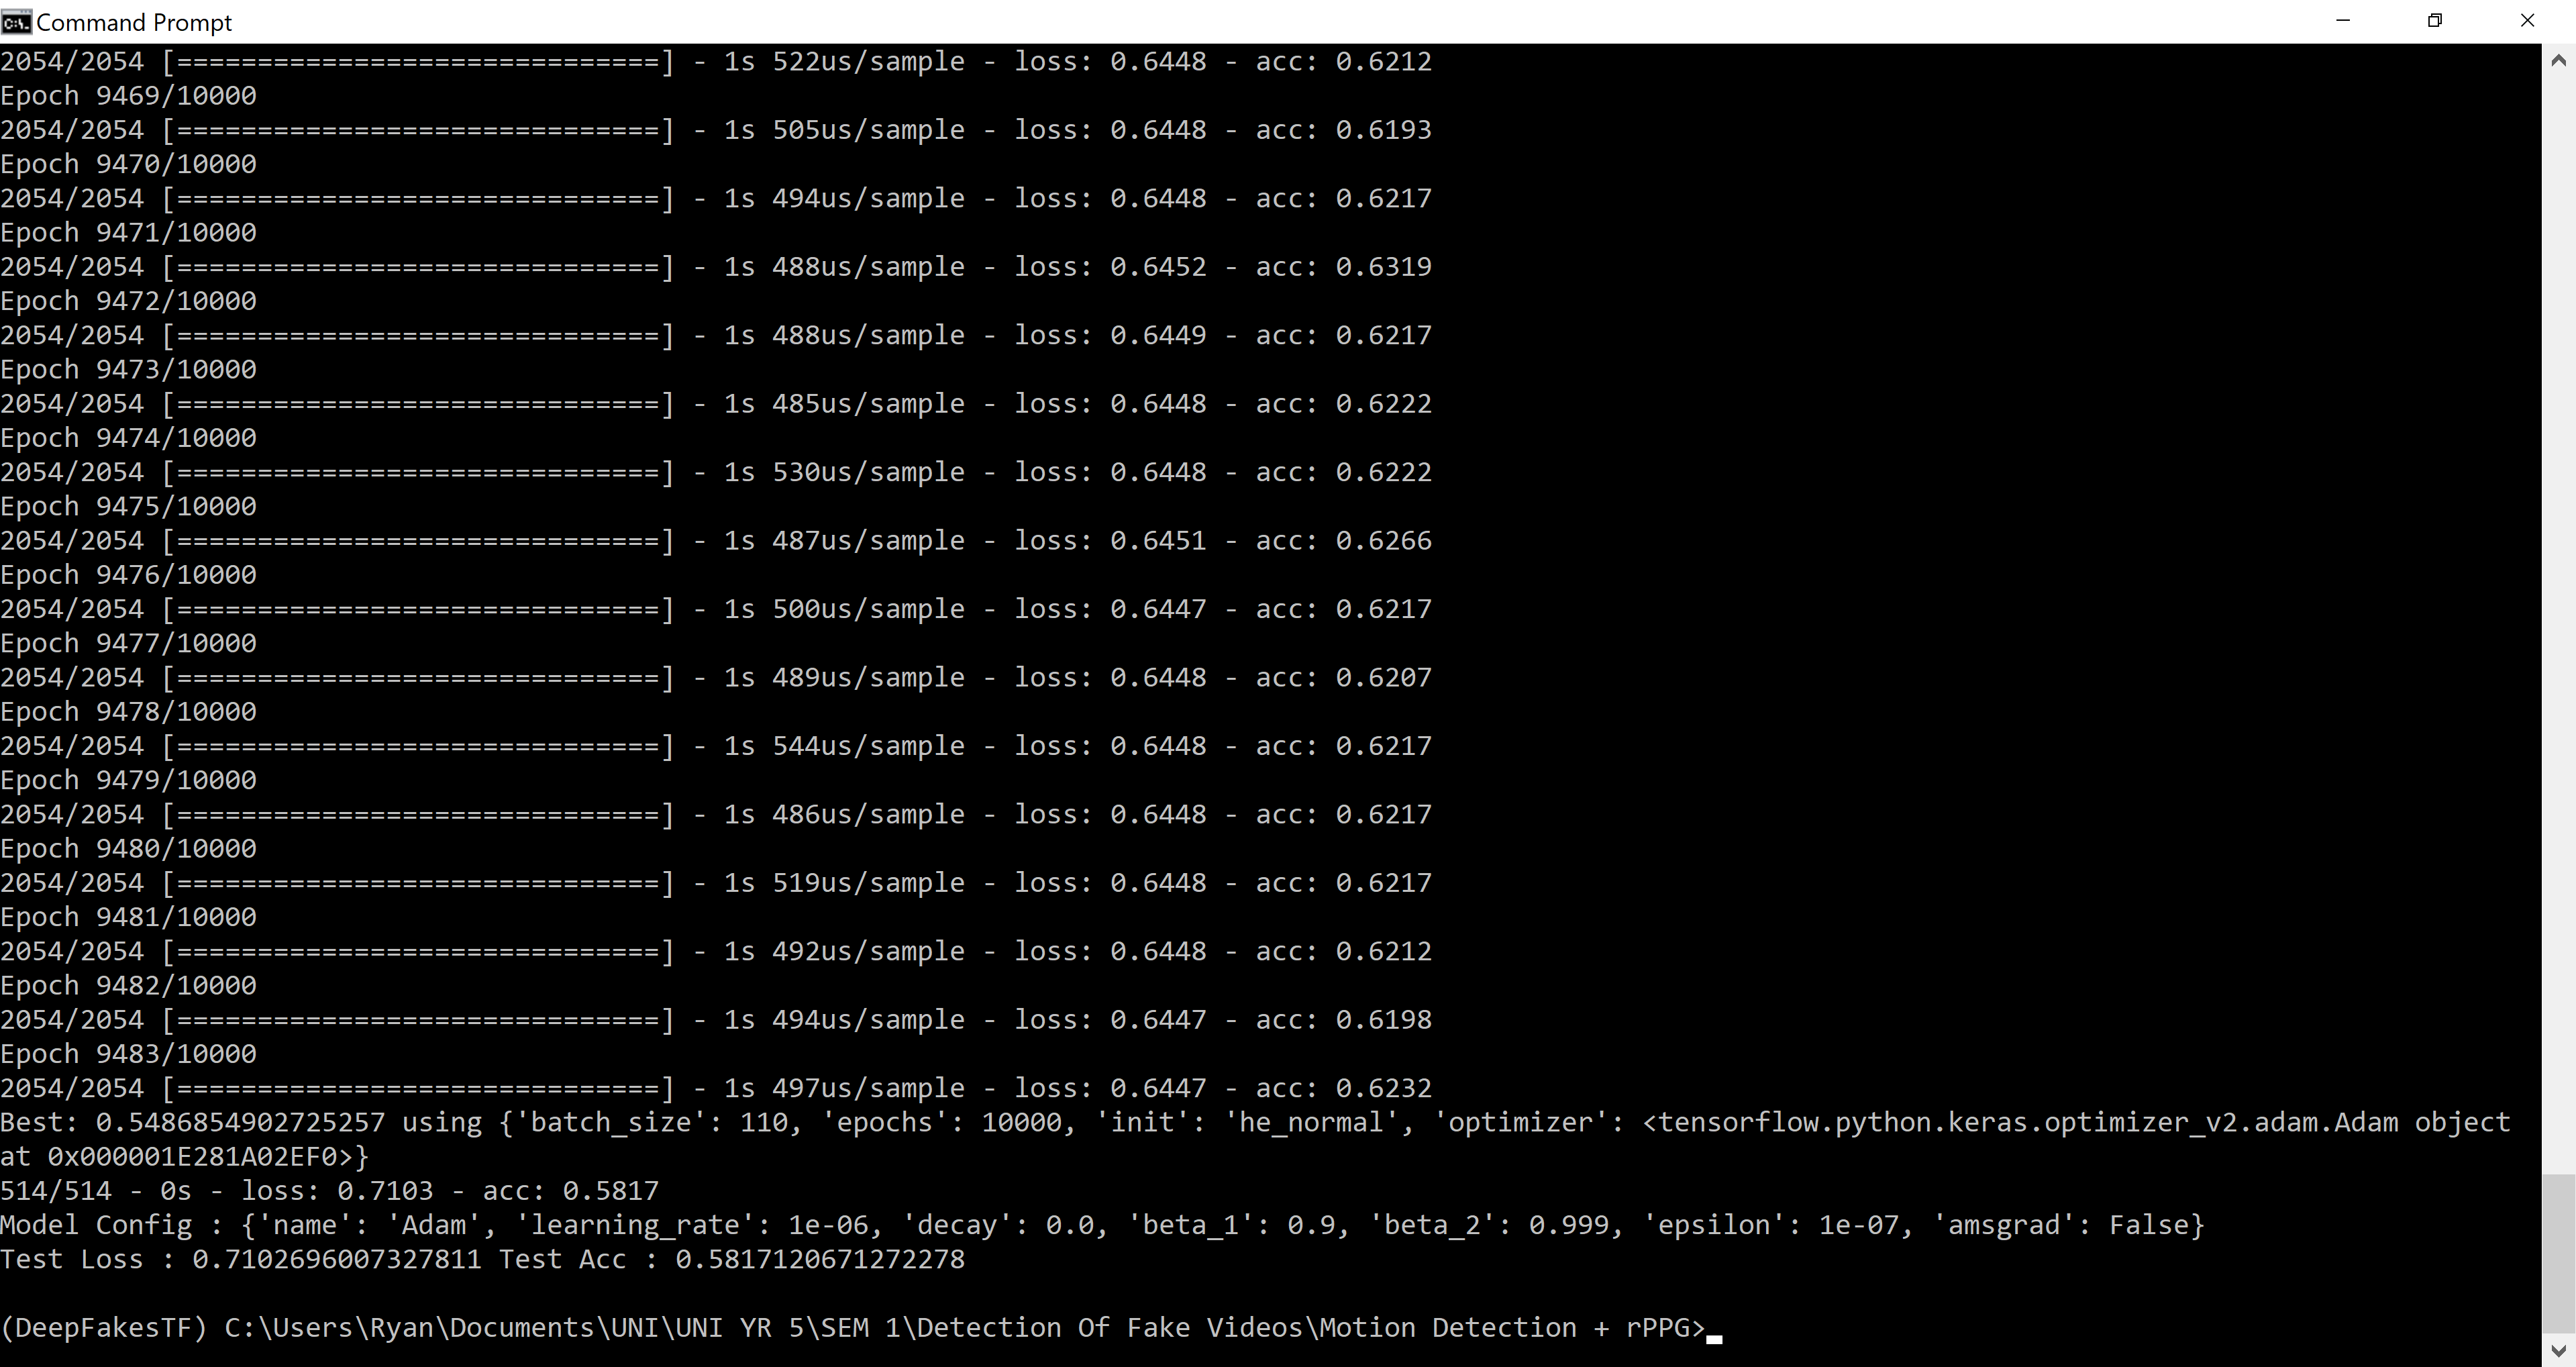 Command Prompt
2054/2054 [==============================] - 1s 522us/sample - loss: 0.6448 - acc: 0.6212
Epoch 9469/10000
2054/2054 [==============================] - 1s 505us/sample - loss: 0.6448 - acc: 0.6193
Epoch 9470/10000
2054/2054 [==============================] - 1s 494us/sample - loss: 0.6448 - acc: 0.6217
Epoch 9471/10000
2054/2054 [==============================] - 1s 488us/sample - loss: 0.6452 - acc: 0.6319
Epoch 9472/10000
2054/2054 [==============================] - 1s 488us/sample - loss: 0.6449 - acc: 0.6217
Epoch 9473/10000
2054/2054 [==============================] - 1s 485us/sample - loss: 0.6448 - acc: 0.6222
Epoch 9474/10000
2054/2054 [==============================] - 1s 530us/sample - loss: 0.6448 - acc: 0.6222
Epoch 9475/10000
2054/2054 [==============================] - 1s 487us/sample - loss: 0.6451 - acc: 0.6266
Epoch 9476/10000
2054/2054 [==============================] - 1s 500us/sample - loss: 0.6447 - acc: 0.6217
Epoch 9477/10000
2054/2054 [==============================] - 1s 489us/sample - loss: 0.6448 - acc: 0.6207
Epoch 9478/10000
2054/2054 [==============================] - 1s 544us/sample - loss: 0.6448 - acc: 0.6217
Epoch 9479/10000
2054/2054 [==============================] - 1s 486us/sample - loss: 0.6448 - acc: 0.6217
Epoch 9480/10000
2054/2054 [==============================] - 1s 519us/sample - loss: 0.6448 - acc: 0.6217
Epoch 9481/10000
2054/2054 [==============================] - 1s 492us/sample - loss: 0.6448 - acc: 0.6212
Epoch 9482/10000
2054/2054 [==============================] - 1s 494us/sample - loss: 0.6447 - acc: 0.6198
Epoch 9483/10000
2054/2054 [==============================] - 1s 497us/sample - loss: 0.6447 - acc: 0.6232
Best: 0.5486854902725257 using {'batch_size': 110, 'epochs': 10000, 'init': 'he_normal', 'optimizer': <tensorflow.python.keras.optimizer_v2.adam.Adam object
at 0x000001E281A02EF0>}
514/514 - 0s - loss: 0.7103 - acc: 0.5817
Model Config : {'name': 'Adam', 'learning_rate': 1e-06, 'decay': 0.0, 'beta_1': 0.9, 'beta_2': 0.999, 'epsilon': 1e-07, 'amsgrad': False}
Test Loss : 0.7102696007327811 Test Acc : 0.5817120671272278
(DeepFakesTF) C:\Users\Ryan\Documents\UNI\UNI YR 5\SEM 1\Detection Of Fake Videos\Motion Detection + rPPG>